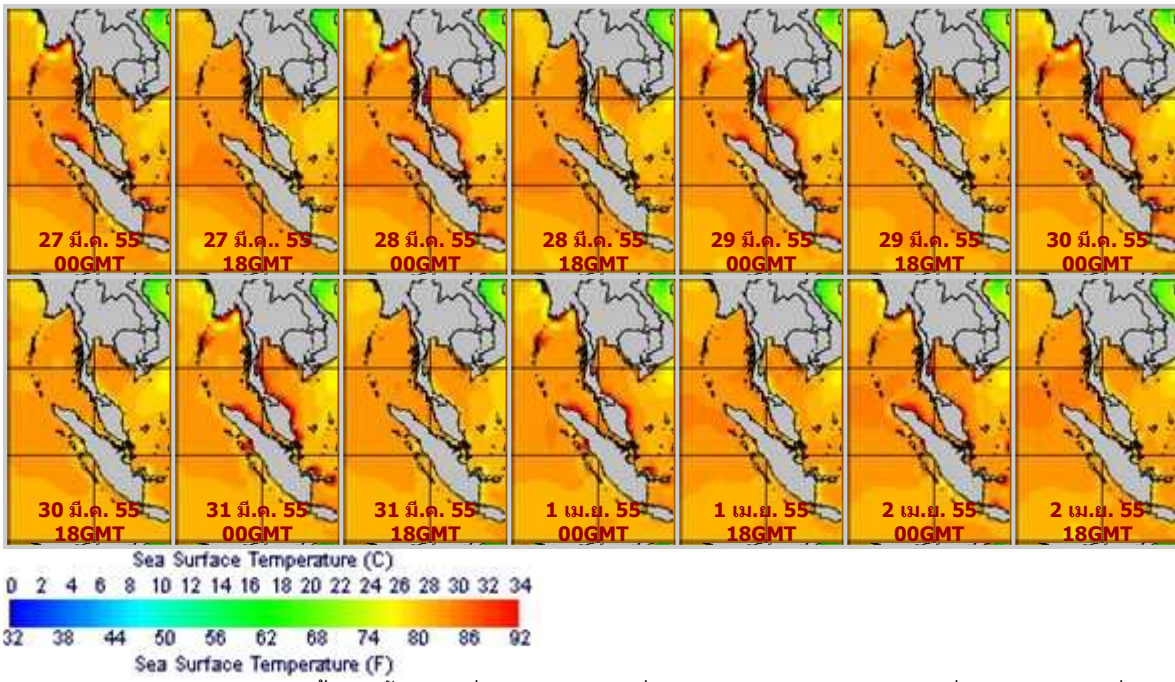 27 มี.ค. 55
00GMT
27 มี.ค.. 55
18GMT
28 มี.ค. 55
00GMT
28 มี.ค. 55
18GMT
29 มี.ค. 55
00GMT
29 มี.ค. 55
18GMT
30 มี.ค. 55
00GMT
30 มี.ค. 55
18GMT
31 มี.ค. 55
00GMT
31 มี.ค. 55
18GMT
1 เม.ย. 55
00GMT
1 เม.ย. 55
18GMT
2 เม.ย. 55
00GMT
2 เม.ย. 55
18GMT
Sea Surface Temperature (C)
0 2 4 6 8 10 12 14 16 18 20 22 24 26 28 30 32 34
32 38 44 50 56 62 68 74 80 86 92
Sea Surface Temperature (F)